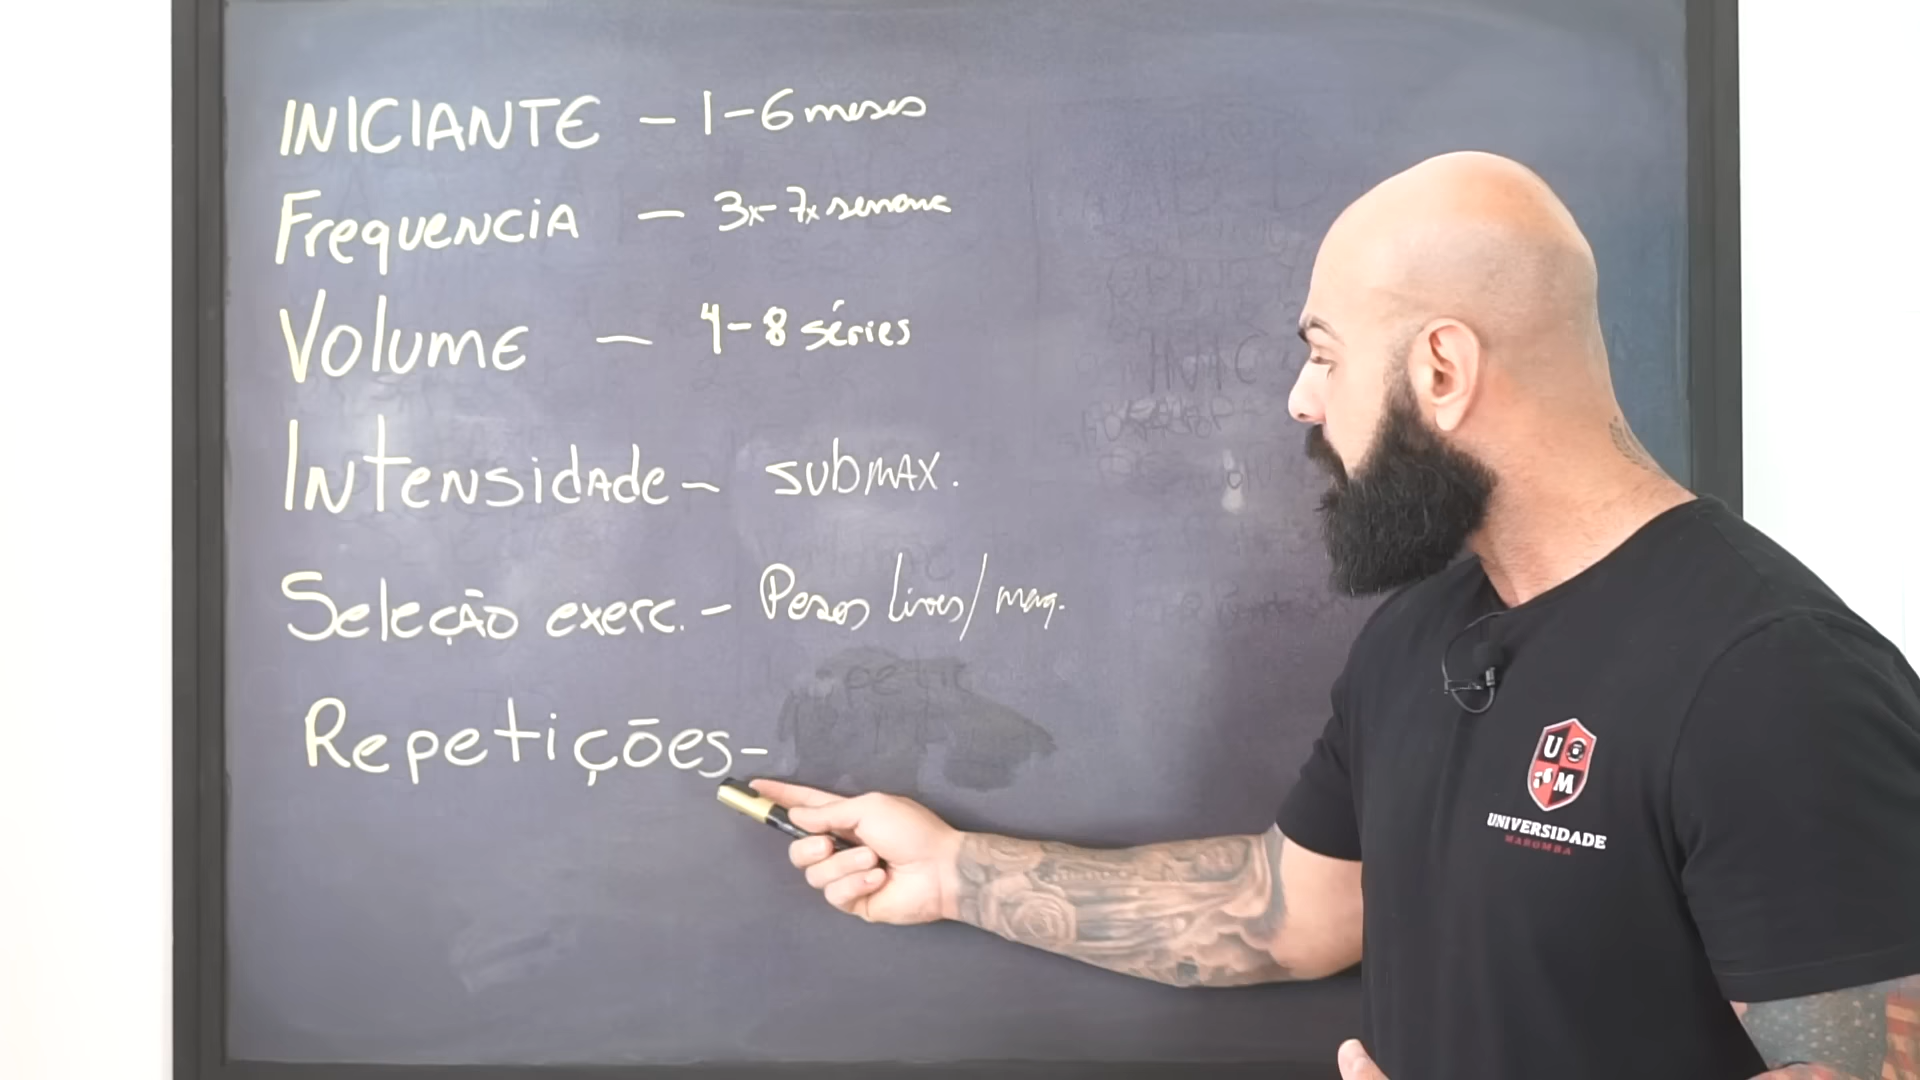 INICIANTE - 1-6 meses
Frequencia - 3x-7x semana
Volume - 4-8 séries
Intensidade - submax.
Seleção exerc. - Pesos livres/maq.
Repetições-
U M
UNIVERSIDADE
MAROMBA